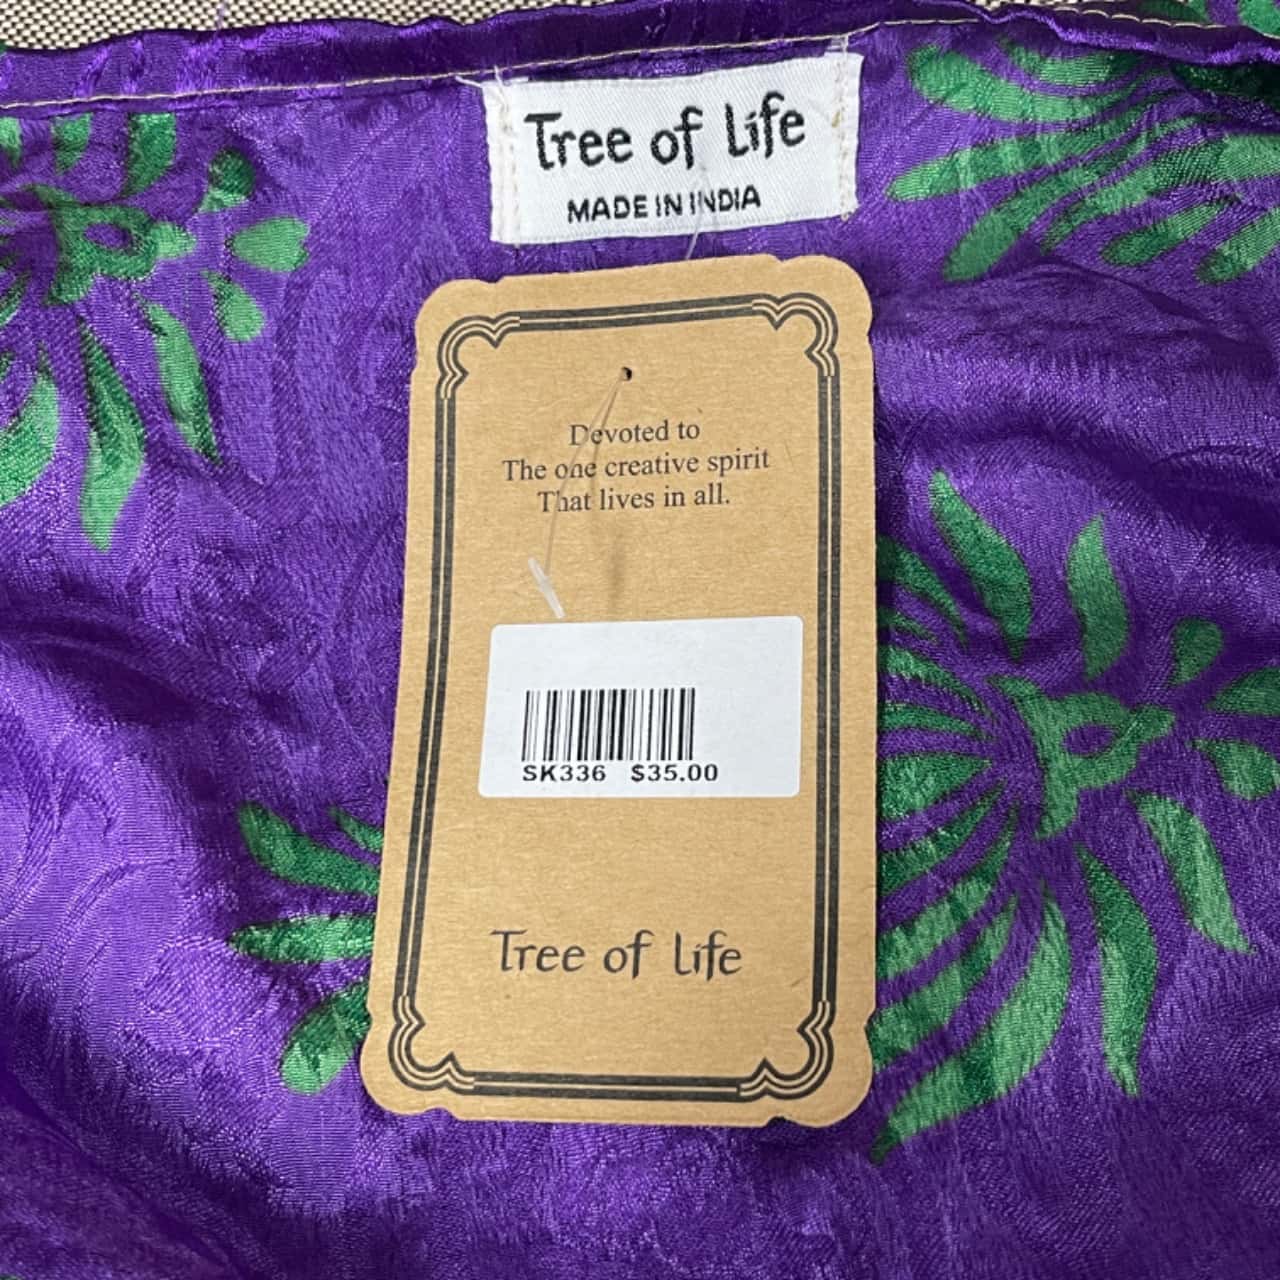 Tree of Life
MADE IN INDIA
Devoted to
The one creative spirit
That lives in all.
SK336 $35.00
Tree of Life